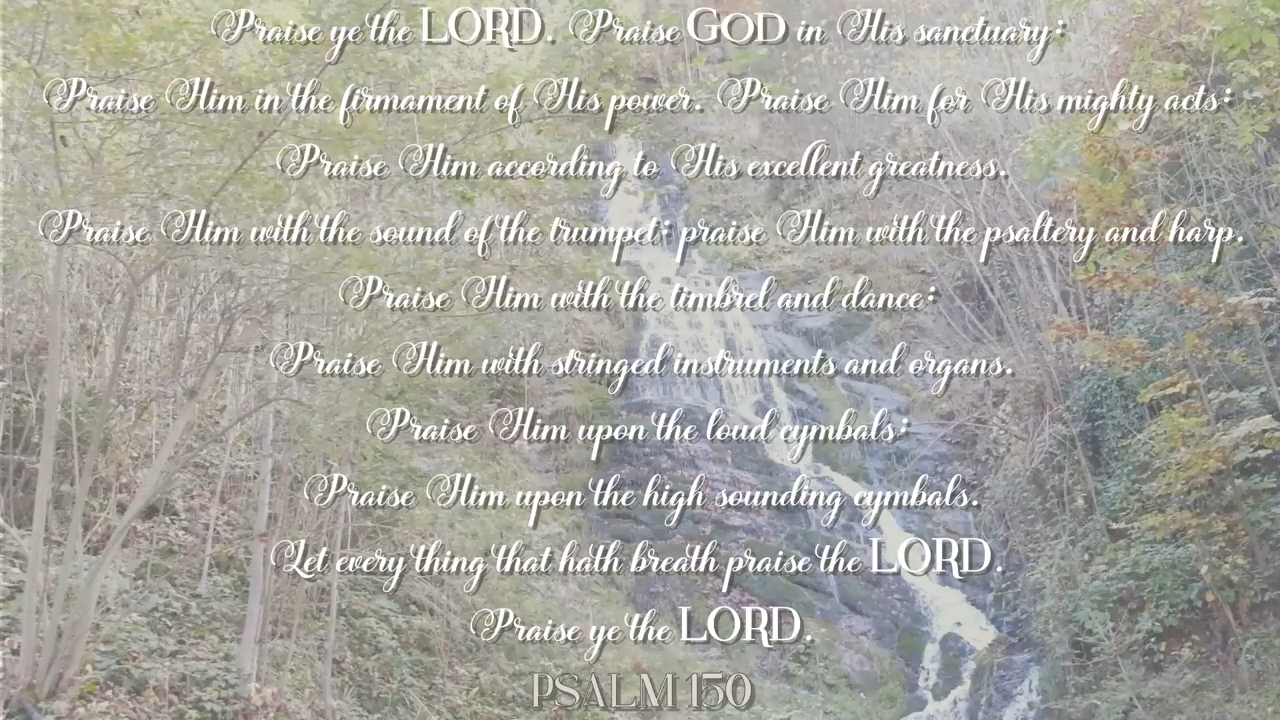 Praise ye the LORD. Praise GOD in His sanctuary:
Praise Him in the firmament of His power. Praise Him for His mighty acts:
Praise Him according to His excellent greatness.
Praise Him with the sound of the trumpet: praise Him with the psaltery and harp.
Praise Him with the timbrel and dance:
Praise Him with stringed instruments and organs.
Praise Him upon the loud cymbals:
Praise Him upon the high sounding cymbals.
Let every thing that hath breath praise the LORD.
Praise ye the LORD.
PSALM 150